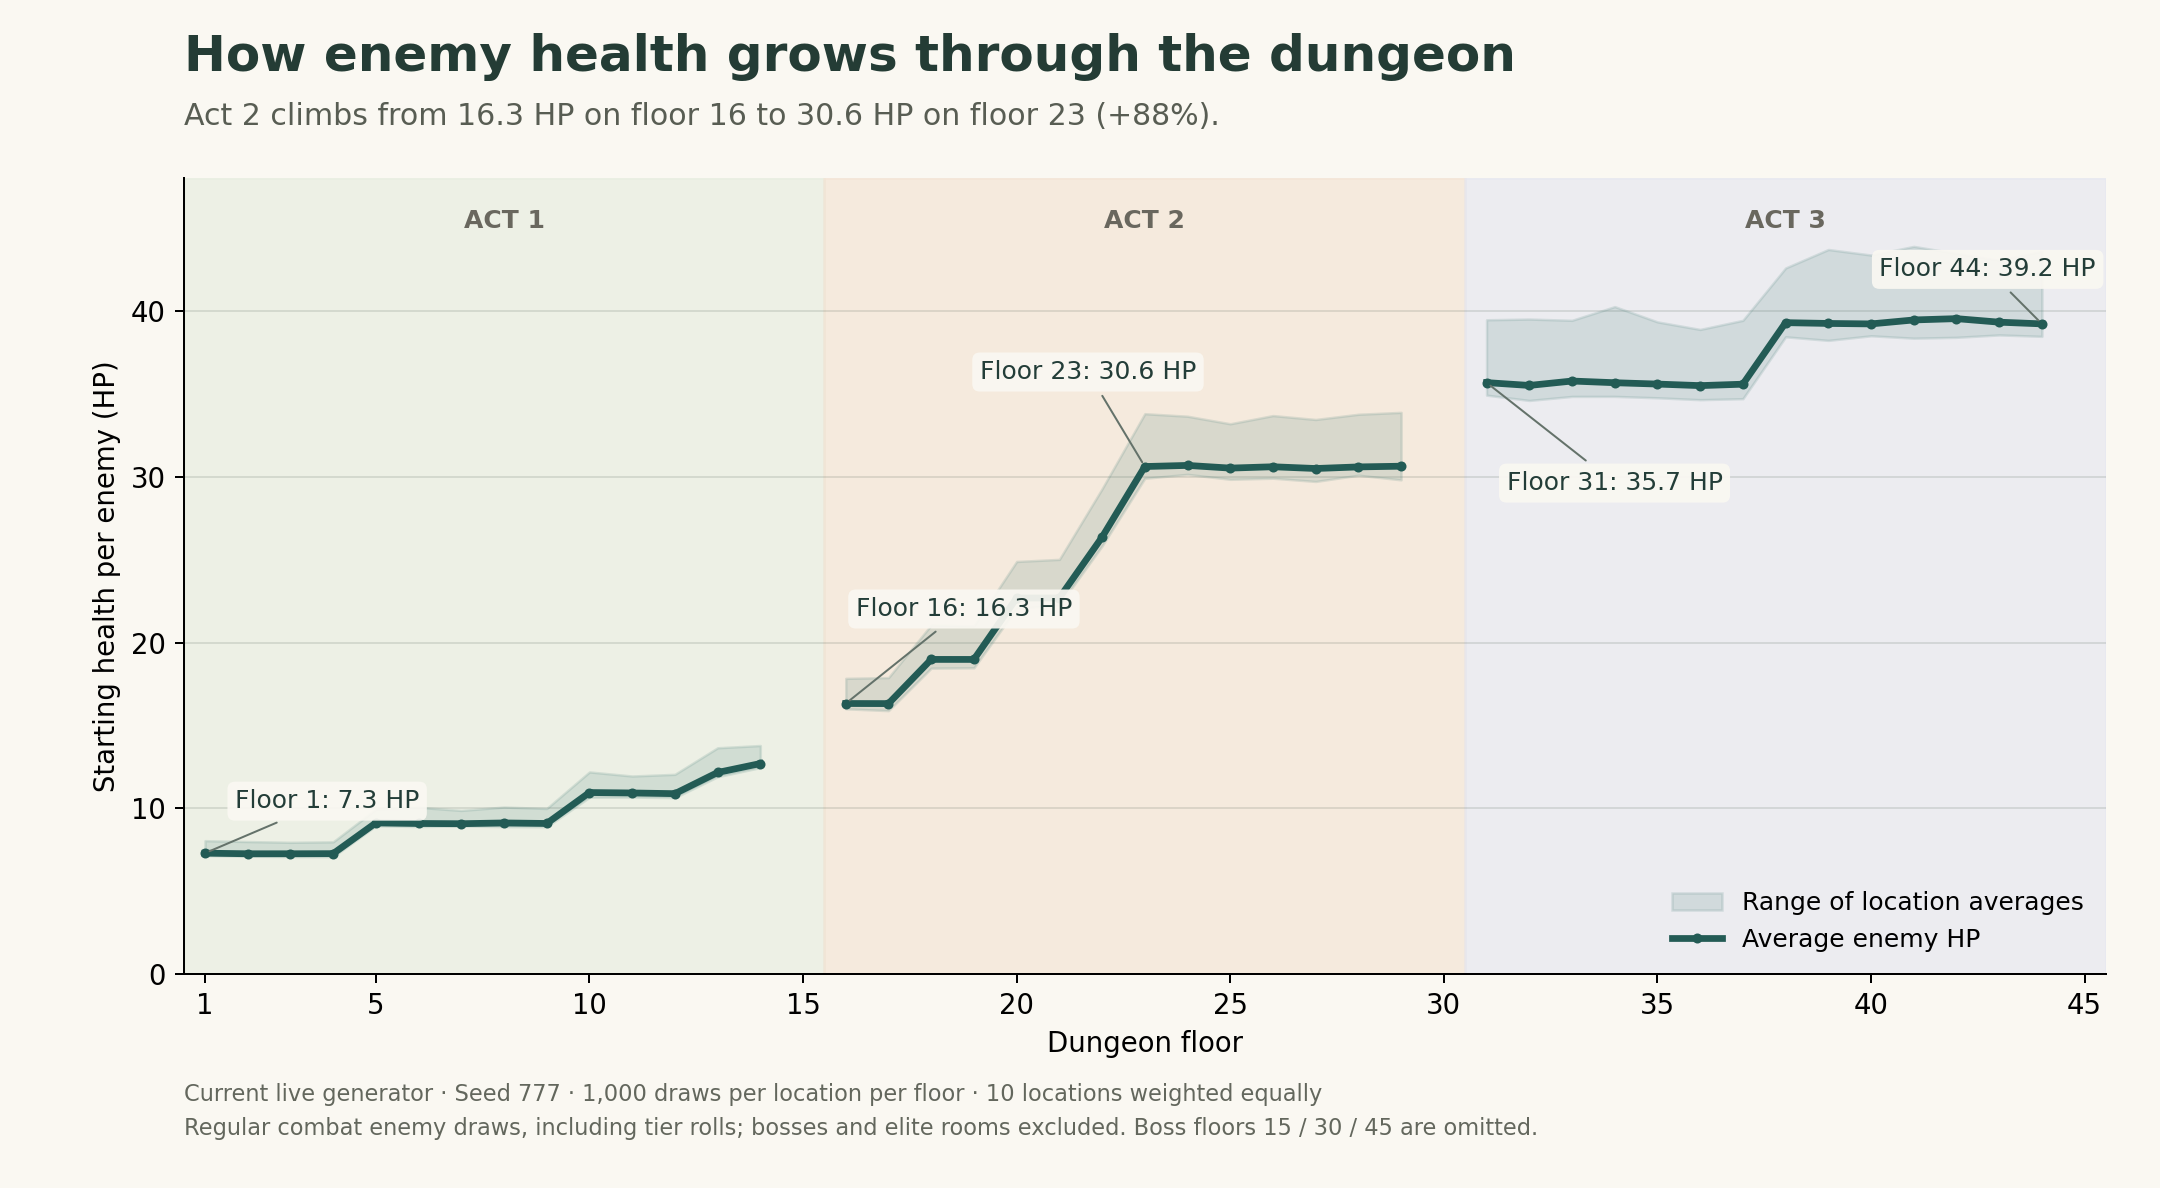 How enemy health grows through the dungeon
Act 2 climbs from 16.3 HP on floor 16 to 30.6 HP on floor 23 (+88%).
ACT 1
ACT 2
ACT 3
Floor 44: 39.2 HP
Floor 23: 30.6 HP
Floor 31: 35.7 HP
Floor 16: 16.3 HP
Floor 1: 7.3 HP
Starting health per enemy (HP)
40
30
20
10
0
Range of location averages
Average enemy HP
1 5 10 15 20 25 30 35 40 45
Dungeon floor
Current live generator · Seed 777 · 1,000 draws per location per floor · 10 locations weighted equally
Regular combat enemy draws, including tier rolls; bosses and elite rooms excluded. Boss floors 15 / 30 / 45 are omitted.